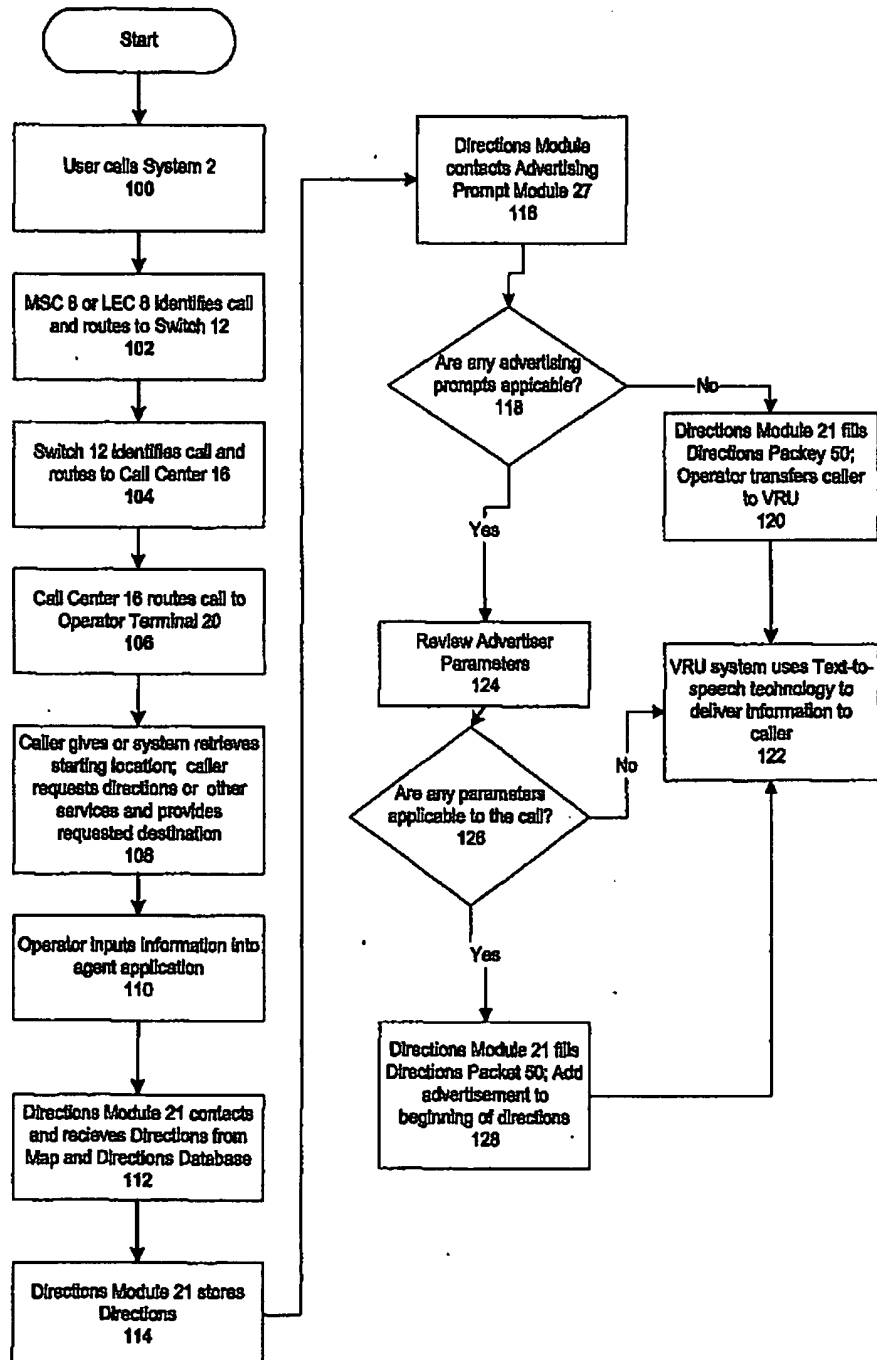 Start
User calls System 2
100
MSC 8 or LEC 8 identifies call
and routes to Switch 12
102
Switch 12 identifies call and
routes to Call Center 16
104
Call Center 16 routes call to
Operator Terminal 20
106
Caller gives or system retrieves
starting location; caller
requests directions or other
services and provides
requested destination
108
Operator inputs information into
agent application
110
Directions Module 21 contacts
and recieves Directions from
Map and Directions Database
112
Directions Module 21 stores
Directions
114
Directions Module
contacts Advertising
Prompt Module 27
116
Are any advertising
prompts appicable?
118
No
Directions Module 21 fills
Directions Packey 50;
Operator transfers caller
to VRU
120
Yes
Review Advertiser
Parameters
124
VRU system uses Text-to-
speech technology to
deliver information to
caller
122
Are any parameters
applicable to the call?
126
No
Yes
Directions Module 21 fills
Directions Packet 50; Add
advertisement to
beginning of directions
128